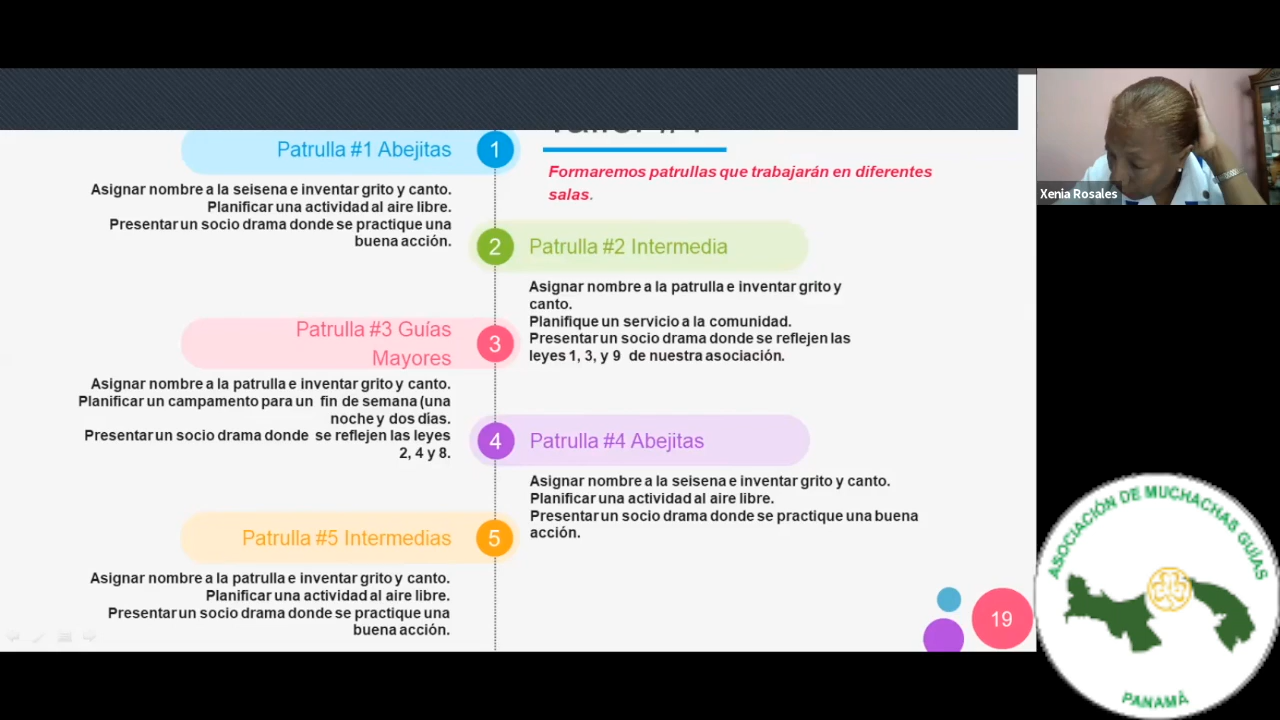 Patrulla #1 Abejitas
1
Asignar nombre a la seisena e inventar grito y canto.
Planificar una actividad al aire libre.
Presentar un socio drama donde se practique una
buena acción.
Formaremos patrullas que trabajarán en diferentes
salas.
2
Patrulla #2 Intermedia
Asignar nombre a la patrulla e inventar grito y
canto.
Planifique un servicio a la comunidad.
Presentar un socio drama donde se reflejen las
leyes 1, 3, y 9 de nuestra asociación.
Patrulla #3 Guías
Mayores
3
Asignar nombre a la patrulla e inventar grito y canto.
Planificar un campamento para un fin de semana (una
noche y dos días.
Presentar un socio drama donde se reflejen las leyes
2, 4 y 8.
4
Patrulla #4 Abejitas
Asignar nombre a la seisena e inventar grito y canto.
Planificar una actividad al aire libre.
Presentar un socio drama donde se practique una buena
acción.
Patrulla #5 Intermedias
5
Asignar nombre a la patrulla e inventar grito y canto.
Planificar una actividad al aire libre.
Presentar un socio drama donde se practique una
buena acción.
19
Xenia Rosales
ASOCIACIÓN DE MUCHACHAS GUÍAS
PANAMÁ